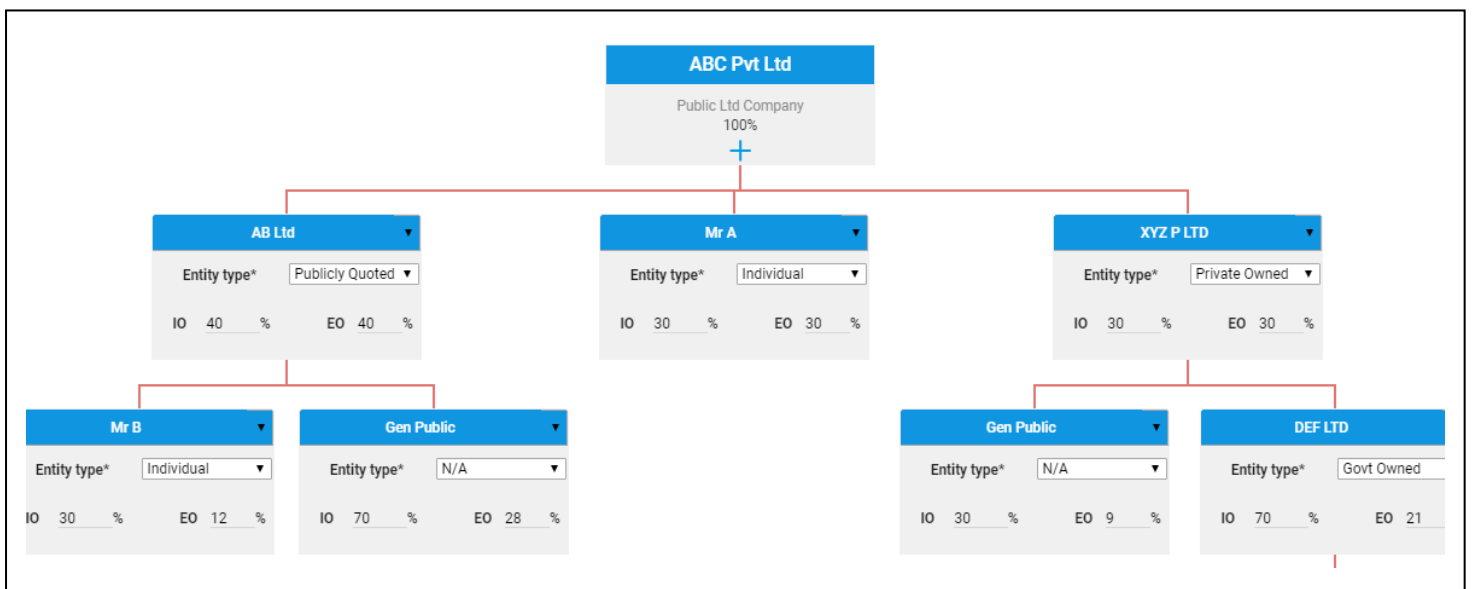 ABC Pvt Ltd
Public Ltd Company
100%
AB Ltd
Entity type* Publicly Quoted
IO 40 % EO 40 %
Mr A
Entity type* Individual
IO 30 % EO 30 %
XYZ P LTD
Entity type* Private Owned
IO 30 % EO 30 %
Mr B
Entity type* Individual
IO 30 % EO 12 %
Gen Public
Entity type* N/A
IO 70 % EO 28 %
Gen Public
Entity type* N/A
IO 30 % EO 9 %
DEF LTD
Entity type* Govt Owned
IO 70 % EO 21